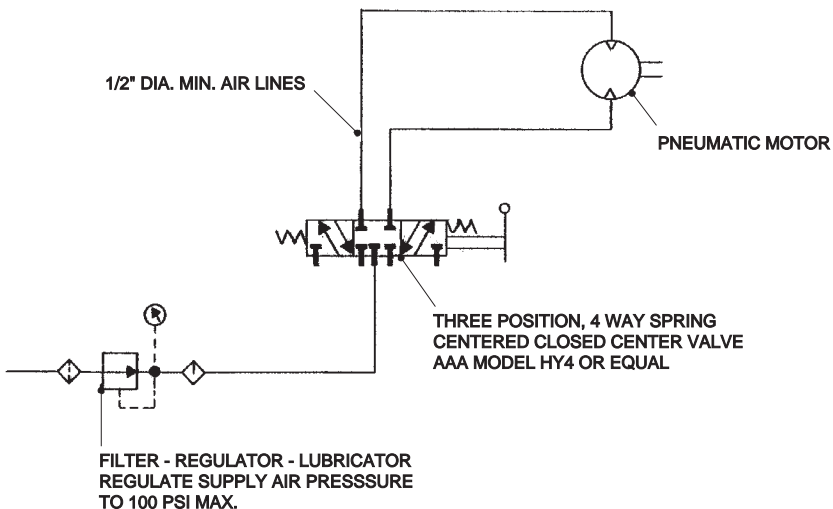 1/2" DIA. MIN. AIR LINES
PNEUMATIC MOTOR
THREE POSITION, 4 WAY SPRING
CENTERED CLOSED CENTER VALVE
AAA MODEL HY4 OR EQUAL
FILTER - REGULATOR - LUBRICATOR
REGULATE SUPPLY AIR PRESSSURE
TO 100 PSI MAX.